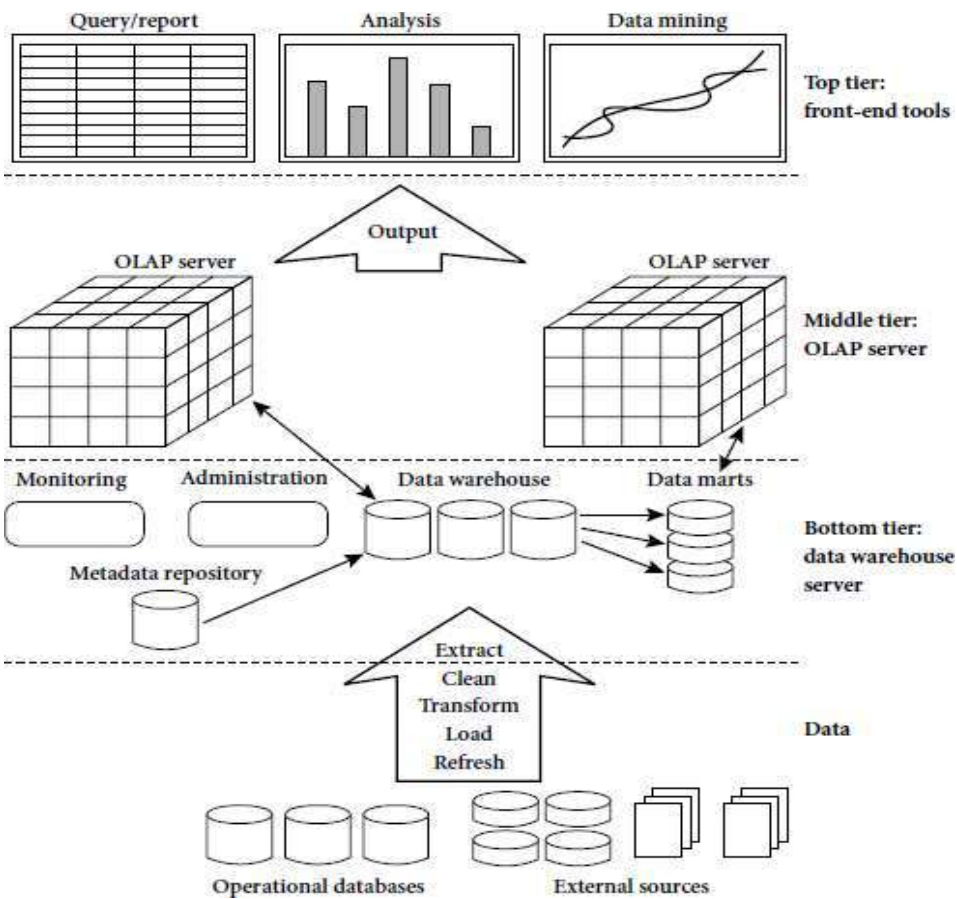 Query/report
Analysis
Data mining
Top tier:
front-end tools
Output
OLAP server
OLAP server
Middle tier:
OLAP server
Monitoring
Administration
Data warehouse
Data marts
Bottom tier:
data warehouse
server
Metadata repository
Extract
Clean
Transform
Load
Refresh
Data
Operational databases
External sources